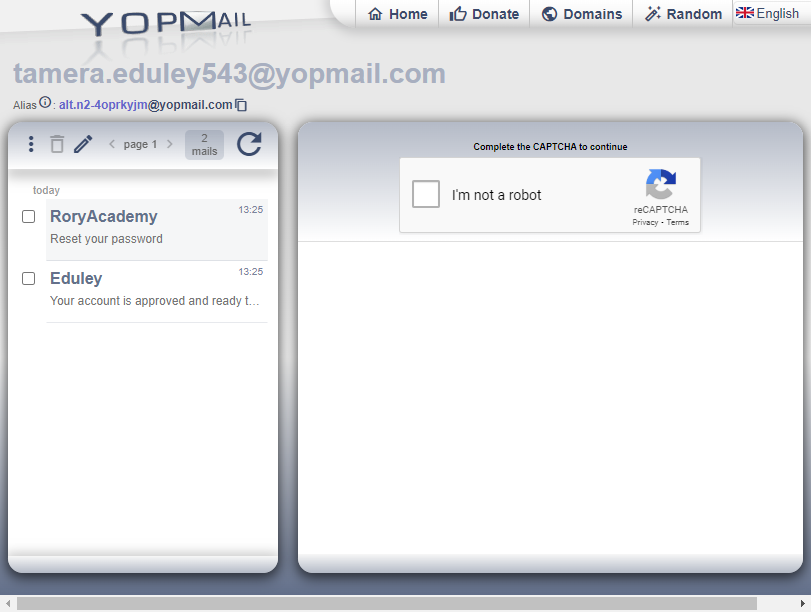 YOPMAIL
Home
Donate
Domains
Random
English
tamera.eduley543@yopmail.com
Alias : alt.n2-4oprkyjm@yopmail.com
page 1
2
mails
Complete the CAPTCHA to continue
I'm not a robot
reCAPTCHA
Privacy - Terms
today
RoryAcademy 13:25
Reset your password
Eduley 13:25
Your account is approved and ready t...